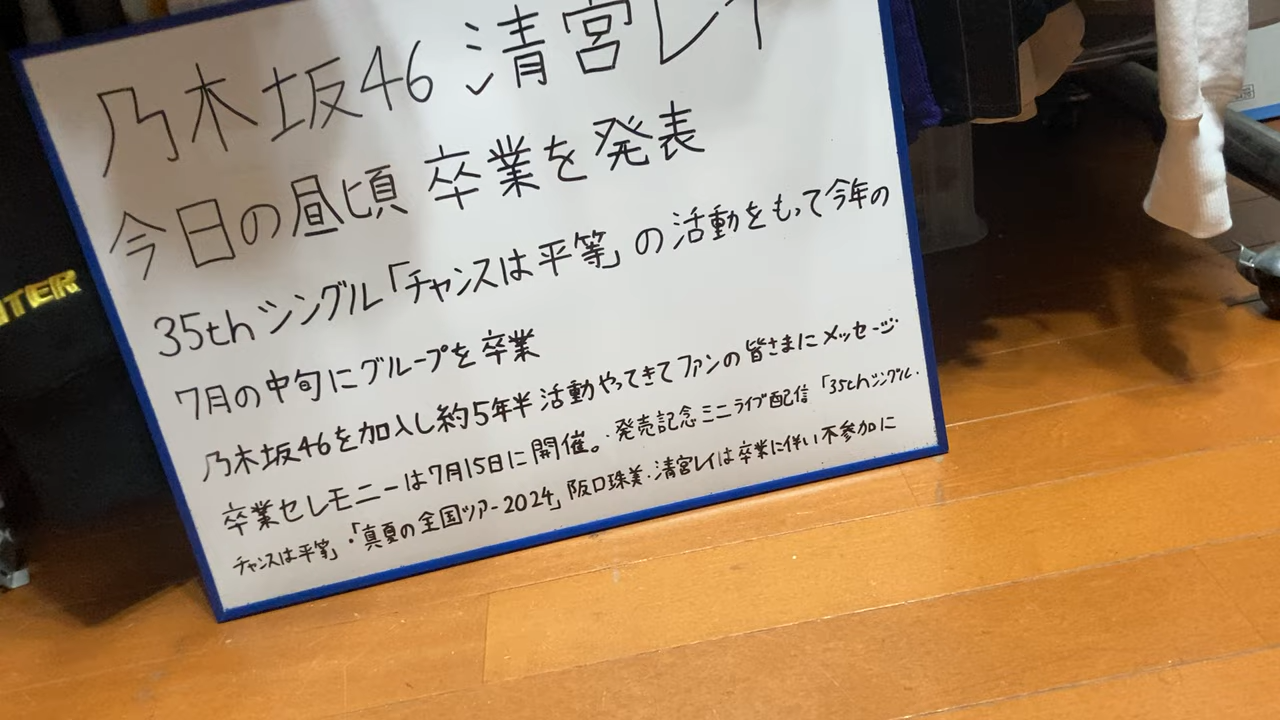 乃木坂46 清宮レイ
今日の昼頃 卒業を発表
35thシングル「チャンスは平等」の活動をもって今年の
7月の中旬にグループを卒業
乃木坂46を加入し約5年半活動やってきてファンの皆さまにメッセージ
卒業セレモニーは7月15日に開催。・発売記念ミニライブ配信「35thシングル.
チャンスは平等」・「真夏の全国ツアー2024」阪口珠美・清宮レイは卒業に伴い不参加に
NTER